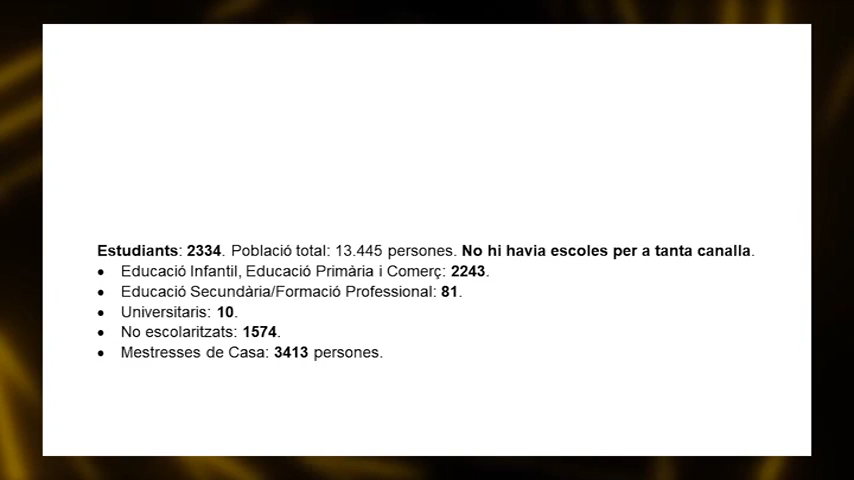 Estudiants: 2334. Població total: 13.445 persones. No hi havia escoles per a tanta canalla.
• Educació Infantil, Educació Primària i Comerç: 2243.
• Educació Secundària/Formació Professional: 81.
• Universitaris: 10.
• No escolaritzats: 1574.
• Mestresses de Casa: 3413 persones.